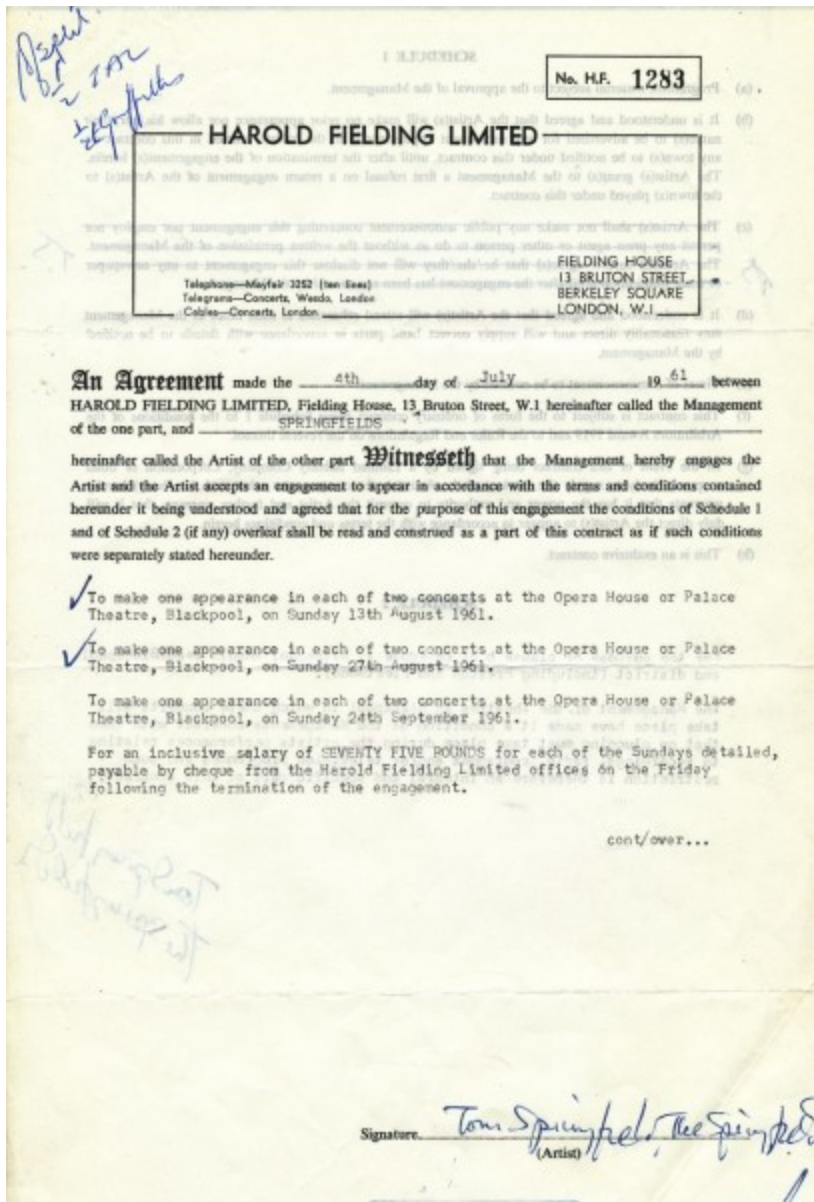 No. H.F. 1283
HAROLD FIELDING LIMITED
Telephone—Mayfair 3252 (ten lines)
Telegrams—Concerts, Wesdo, London
Cables—Concerts, London
FIELDING HOUSE
13 BRUTON STREET
BERKELEY SQUARE
LONDON, W.1
An Agreement made the 4th day of July 19 61 between
HAROLD FIELDING LIMITED, Fielding House, 13 Bruton Street, W.1 hereinafter called the Management
of the one part, and SPRINGFIELDS
hereinafter called the Artist of the other part Witnesseth that the Management hereby engages the
Artist and the Artist accepts an engagement to appear in accordance with the terms and conditions contained
hereunder it being understood and agreed that for the purpose of this engagement the conditions of Schedule 1
and of Schedule 2 (if any) overleaf shall be read and construed as a part of this contract as if such conditions
were separately stated hereunder.
To make one appearance in each of two concerts at the Opera House or Palace
Theatre, Blackpool, on Sunday 13th August 1961.
To make one appearance in each of two concerts at the Opera House or Palace
Theatre, Blackpool, on Sunday 27th August 1961.
To make one appearance in each of two concerts at the Opera House or Palace
Theatre, Blackpool, on Sunday 24th September 1961.
For an inclusive salary of SEVENTY FIVE POUNDS for each of the Sundays detailed,
payable by cheque from the Harold Fielding Limited offices on the Friday
following the termination of the engagement.
cont/over...
Signature Tom Springfield, The Springfields
(Artist)